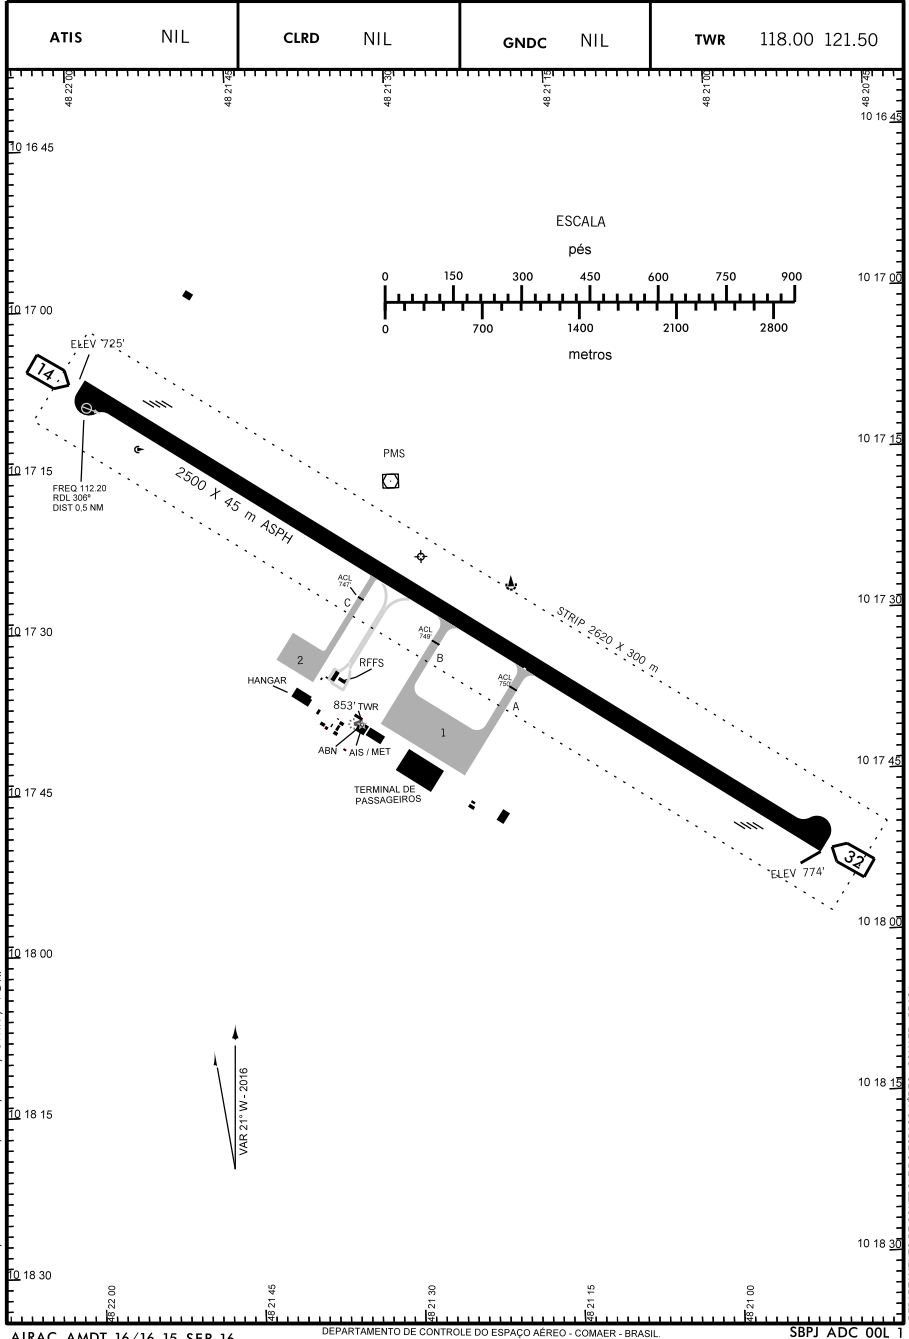 ATIS NIL CLRD NIL GNDC NIL TWR 118.00 121.50
48 22 00
48 21 45
48 21 30
48 21 15
48 21 00
48 20 45
10 16 45
10 16 45
ESCALA
pés
0 150 300 450 600 750 900
0 700 1400 2100 2800
metros
10 17 00
10 17 00
ELEV 725'
14
10 17 15
PMS
10 17 15
2500 X 45 m ASPH
FREQ 112.20
RDL 306º
DIST 0,5 NM
ACL
747'
C
10 17 30
STRIP 2620 X 300 m
10 17 30
ACL
749'
B
2
RFFS
HANGAR
ACL
750'
A
853' TWR
1
ABN
AIS / MET
10 17 45
TERMINAL DE
PASSAGEIROS
10 17 45
32
ELEV 774'
10 18 00
10 18 00
VAR 21° W - 2016
10 18 15
10 18 15
10 18 30
10 18 30
48 22 00
48 21 45
48 21 30
48 21 15
48 21 00
AIRAC AMDT 16/16 15 SEP 16
DEPARTAMENTO DE CONTROLE DO ESPAÇO AÉREO - COMAER - BRASIL.
SBPJ ADC 00L 1